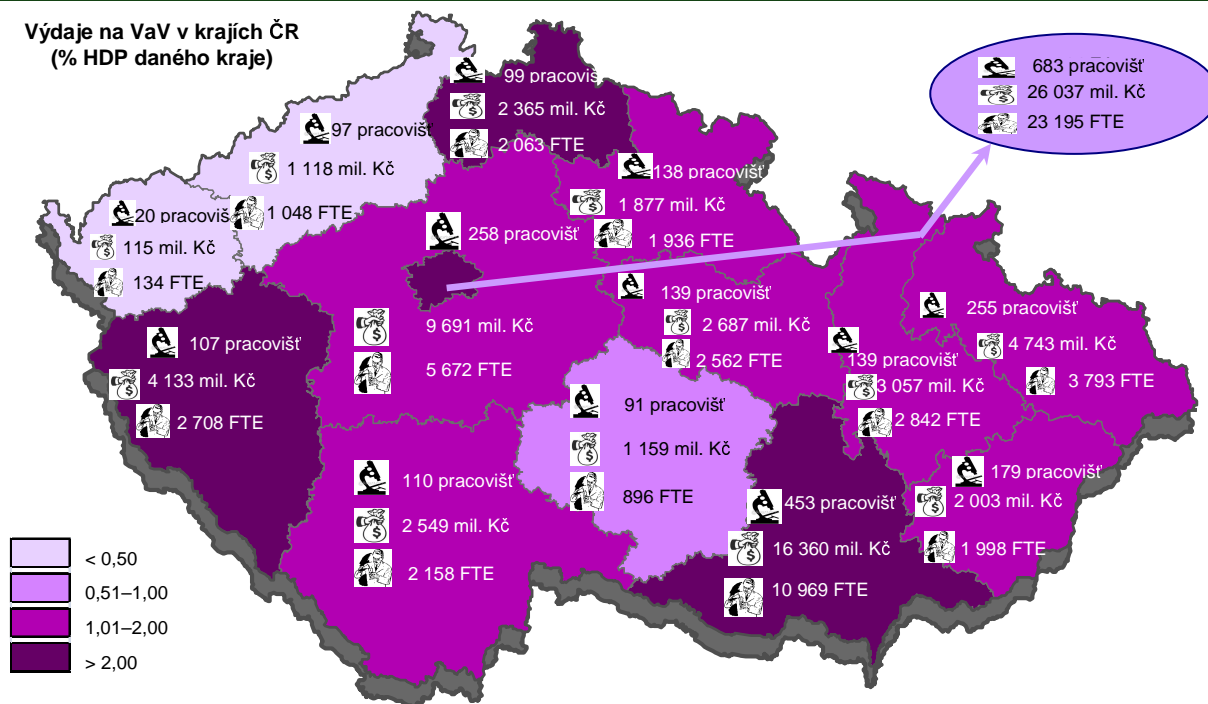 Výdaje na VaV v krajích ČR
(% HDP daného kraje)
683 pracovišť
26 037 mil. Kč
23 195 FTE
99 pracoviš
2 365 mil. Kč
2 063 FTE
97 pracovišť
1 118 mil. Kč
1 048 FTE
20 pracoviš
115 mil. Kč
134 FTE
138 pracovišť
1 877 mil. Kč
1 936 FTE
258 pracovišť
9 691 mil. Kč
5 672 FTE
139 pracovišť
2 687 mil. Kč
2 562 FTE
255 pracovišť
4 743 mil. Kč
3 793 FTE
139 pracovišť
3 057 mil. Kč
2 842 FTE
107 pracovišť
4 133 mil. Kč
2 708 FTE
91 pracovišť
1 159 mil. Kč
896 FTE
110 pracovišť
2 549 mil. Kč
2 158 FTE
453 pracovišť
16 360 mil. Kč
10 969 FTE
179 pracovišť
2 003 mil. Kč
1 998 FTE
< 0,50
0,51–1,00
1,01–2,00
> 2,00